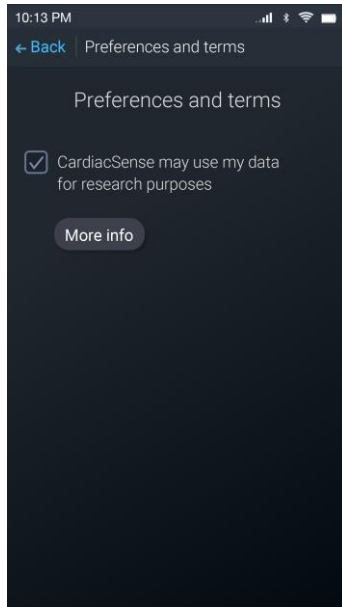 10:13 PM
← Back Preferences and terms
Preferences and terms
CardiacSense may use my data
for research purposes
More info